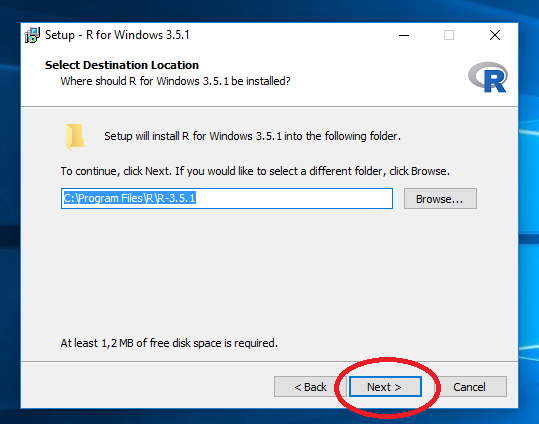 Setup - R for Windows 3.5.1
Select Destination Location
Where should R for Windows 3.5.1 be installed?
R
Setup will install R for Windows 3.5.1 into the following folder.
To continue, click Next. If you would like to select a different folder, click Browse.
C:\Program Files\R\R-3.5.1
Browse...
At least 1,2 MB of free disk space is required.
< Back
Next >
Cancel